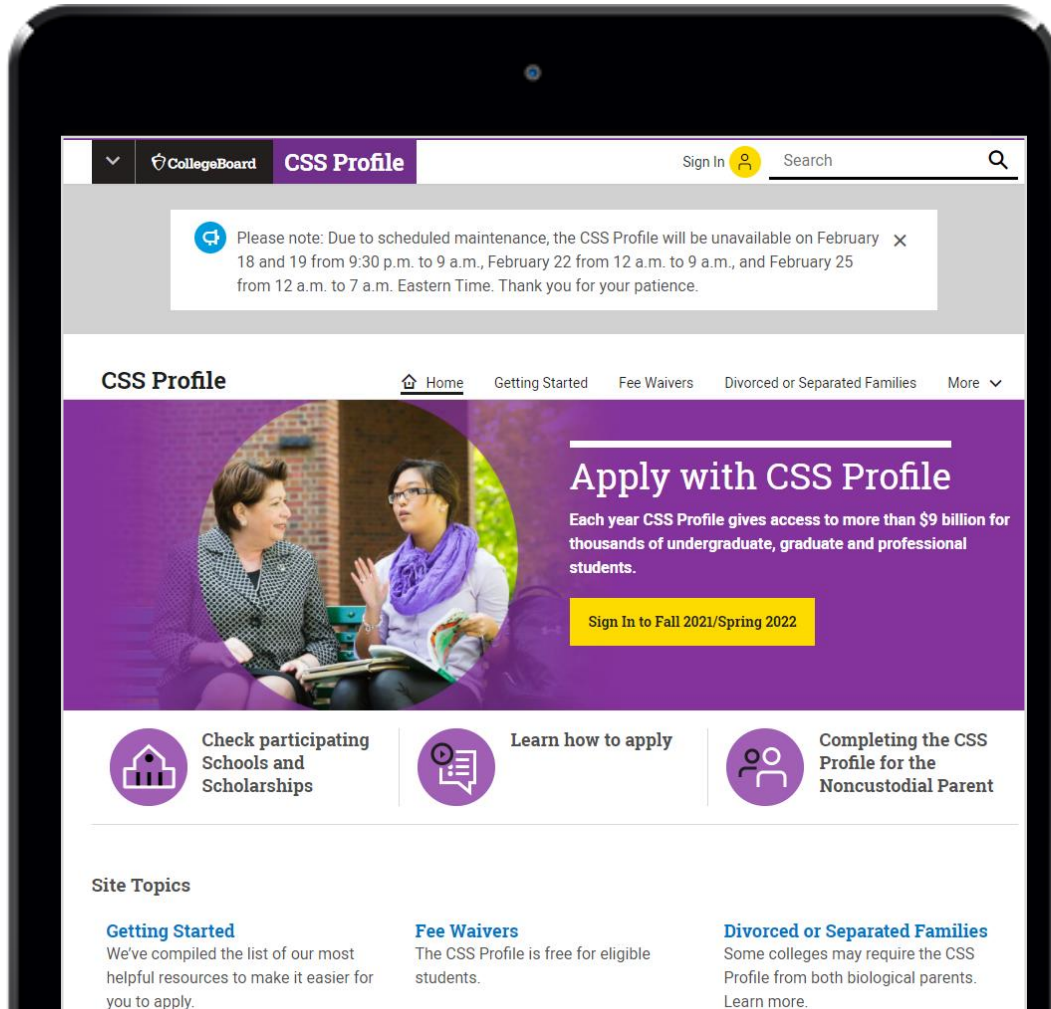 CollegeBoard CSS Profile Sign In Search
Please note: Due to scheduled maintenance, the CSS Profile will be unavailable on February
18 and 19 from 9:30 p.m. to 9 a.m., February 22 from 12 a.m. to 9 a.m., and February 25
from 12 a.m. to 7 a.m. Eastern Time. Thank you for your patience.
CSS Profile Home Getting Started Fee Waivers Divorced or Separated Families More
Apply with CSS Profile
Each year CSS Profile gives access to more than $9 billion for
thousands of undergraduate, graduate and professional
students.
Sign In to Fall 2021/Spring 2022
Check participating
Schools and
Scholarships
Learn how to apply
Completing the CSS
Profile for the
Noncustodial Parent
Site Topics
Getting Started
We've compiled the list of our most
helpful resources to make it easier for
you to apply.
Fee Waivers
The CSS Profile is free for eligible
students.
Divorced or Separated Families
Some colleges may require the CSS
Profile from both biological parents.
Learn more.